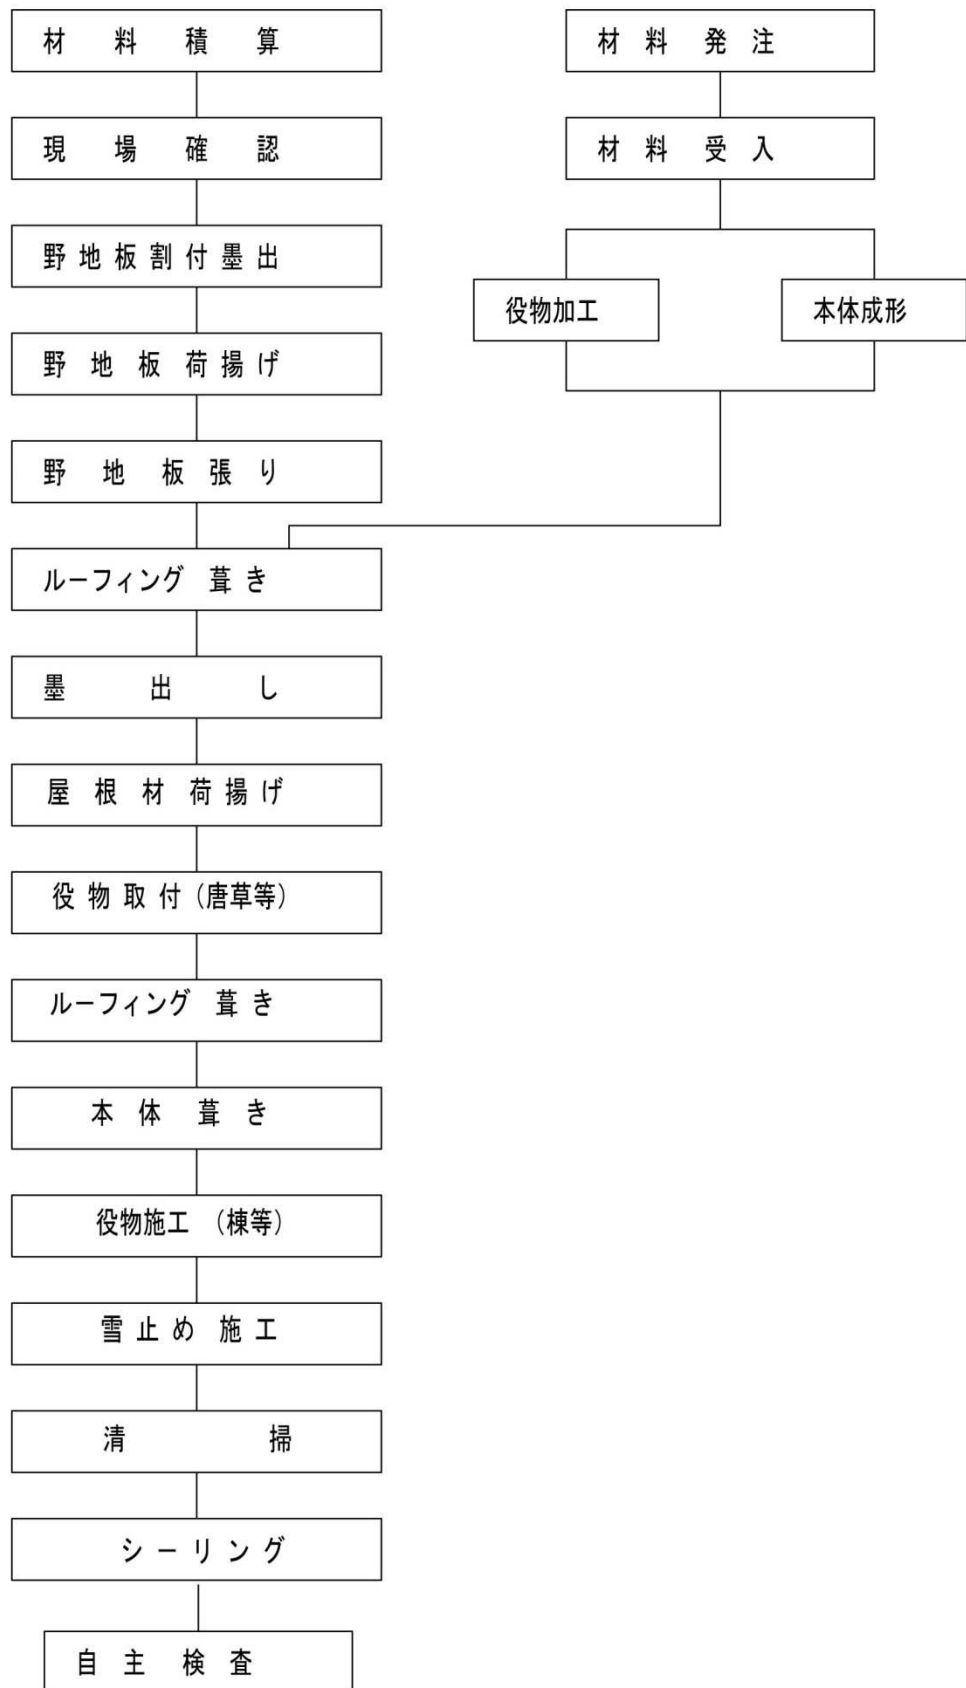 材料積算
材料発注
現場確認
材料受入
野地板割付墨出
役物加工
本体成形
野地板荷揚げ
野地板張り
ルーフィング 葺き
墨出し
屋根材荷揚げ
役物取付(唐草等)
ルーフィング 葺き
本体葺き
役物施工 (棟等)
雪止め施工
清掃
シーリング
自主検査